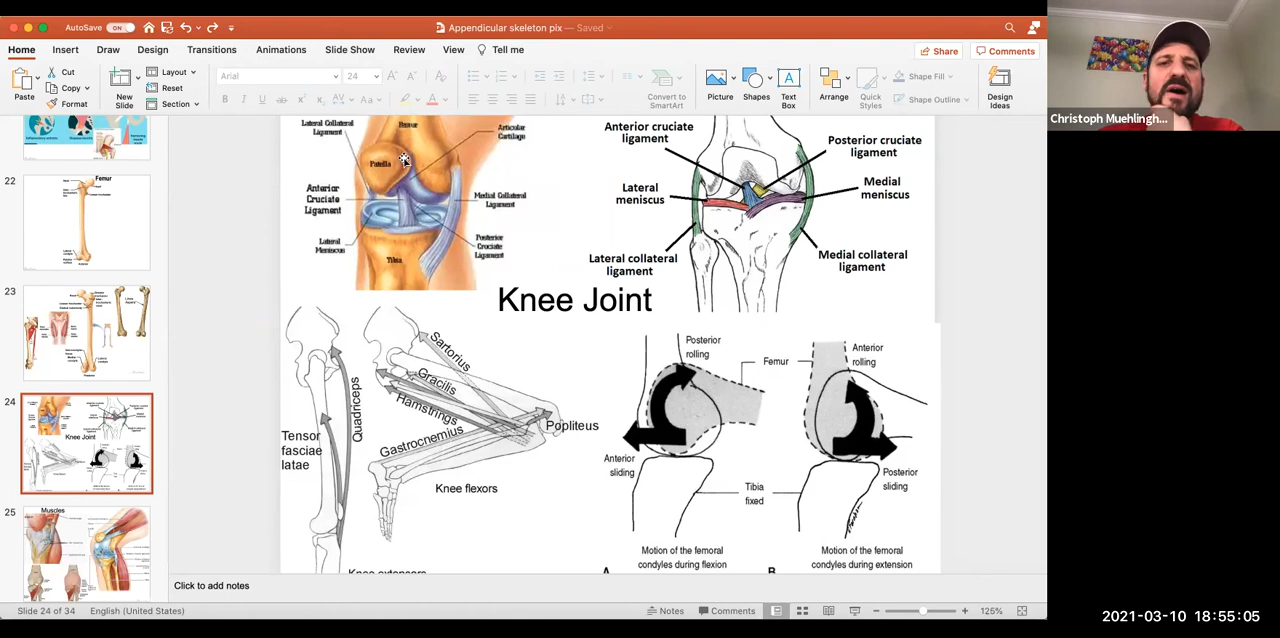 AutoSave ON
Appendicular skeleton pix — Saved
Home Insert Draw Design Transitions Animations Slide Show Review View Tell me
Share Comments
Paste
Cut
Copy
Format
New Slide
Layout
Reset
Section
Arial 24
Convert to SmartArt
Picture
Shapes
Text Box
Arrange
Quick Styles
Shape Fill
Shape Outline
Design Ideas
Christoph Muehlingh...
22
Femur
23
24
Knee Joint
25
Muscles
Lateral Collateral
Ligament
Femur
Articular
Cartilage
Patella
Anterior
Cruciate
Ligament
Medial Collateral
Ligament
Lateral
Meniscus
Posterior
Cruciate
Ligament
Tibia
Anterior cruciate
ligament
Posterior cruciate
ligament
Lateral
meniscus
Medial
meniscus
Lateral collateral
ligament
Medial collateral
ligament
Knee Joint
Sartorius
Gracilis
Hamstrings
Quadriceps
Gastrocnemius
Popliteus
Tensor
fasciae
latae
Knee flexors
Knee extensors
Posterior
rolling
Femur
Anterior
rolling
Anterior
sliding
Tibia
fixed
Posterior
sliding
Motion of the femoral
condyles during flexion
Motion of the femoral
condyles during extension
A
B
Click to add notes
Slide 24 of 34 English (United States)
Notes Comments 125%
2021-03-10 18:55:05